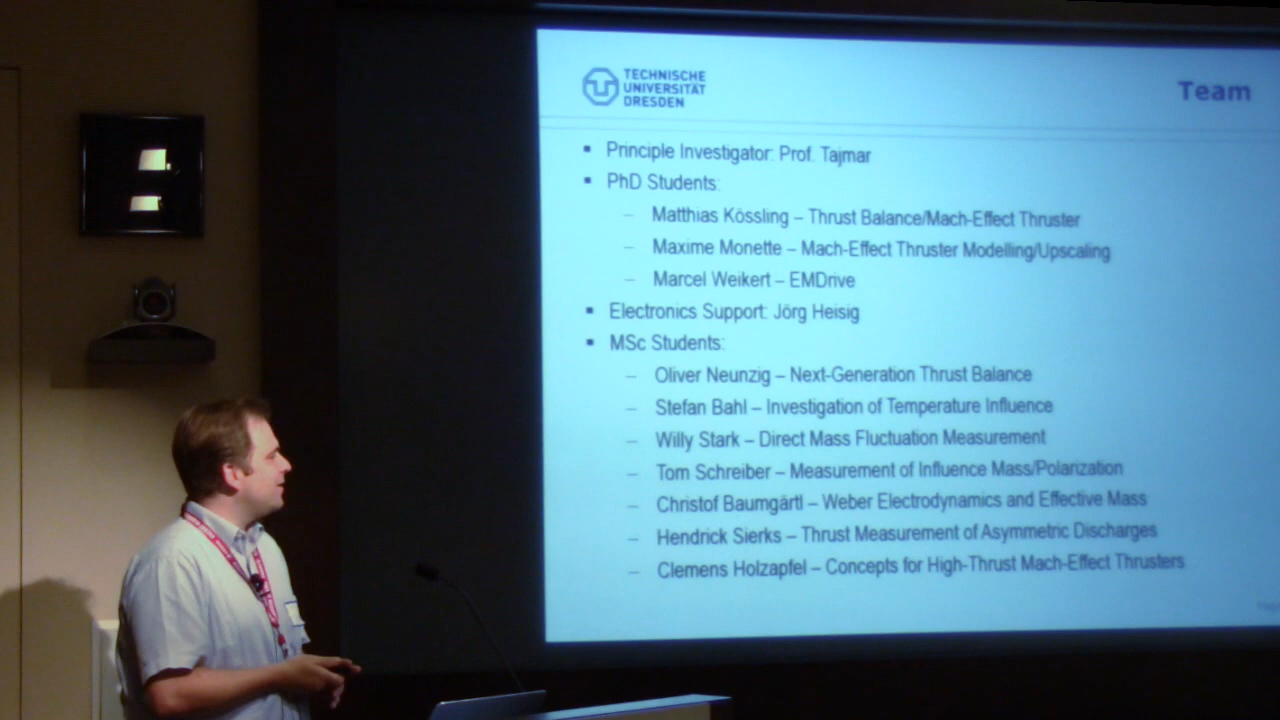 TECHNISCHE
UNIVERSITÄT
DRESDEN
Team
▪ Principle Investigator: Prof. Tajmar
▪ PhD Students:
– Matthias Kössling – Thrust Balance/Mach-Effect Thruster
– Maxime Monette – Mach-Effect Thruster Modelling/Upscaling
– Marcel Weikert – EMDrive
▪ Electronics Support: Jörg Heisig
▪ MSc Students:
– Oliver Neunzig – Next-Generation Thrust Balance
– Stefan Bahl – Investigation of Temperature Influence
– Willy Stark – Direct Mass Fluctuation Measurement
– Tom Schreiber – Measurement of Influence Mass/Polarization
– Christof Baumgärtl – Weber Electrodynamics and Effective Mass
– Hendrick Sierks – Thrust Measurement of Asymmetric Discharges
– Clemens Holzapfel – Concepts for High-Thrust Mach-Effect Thrusters